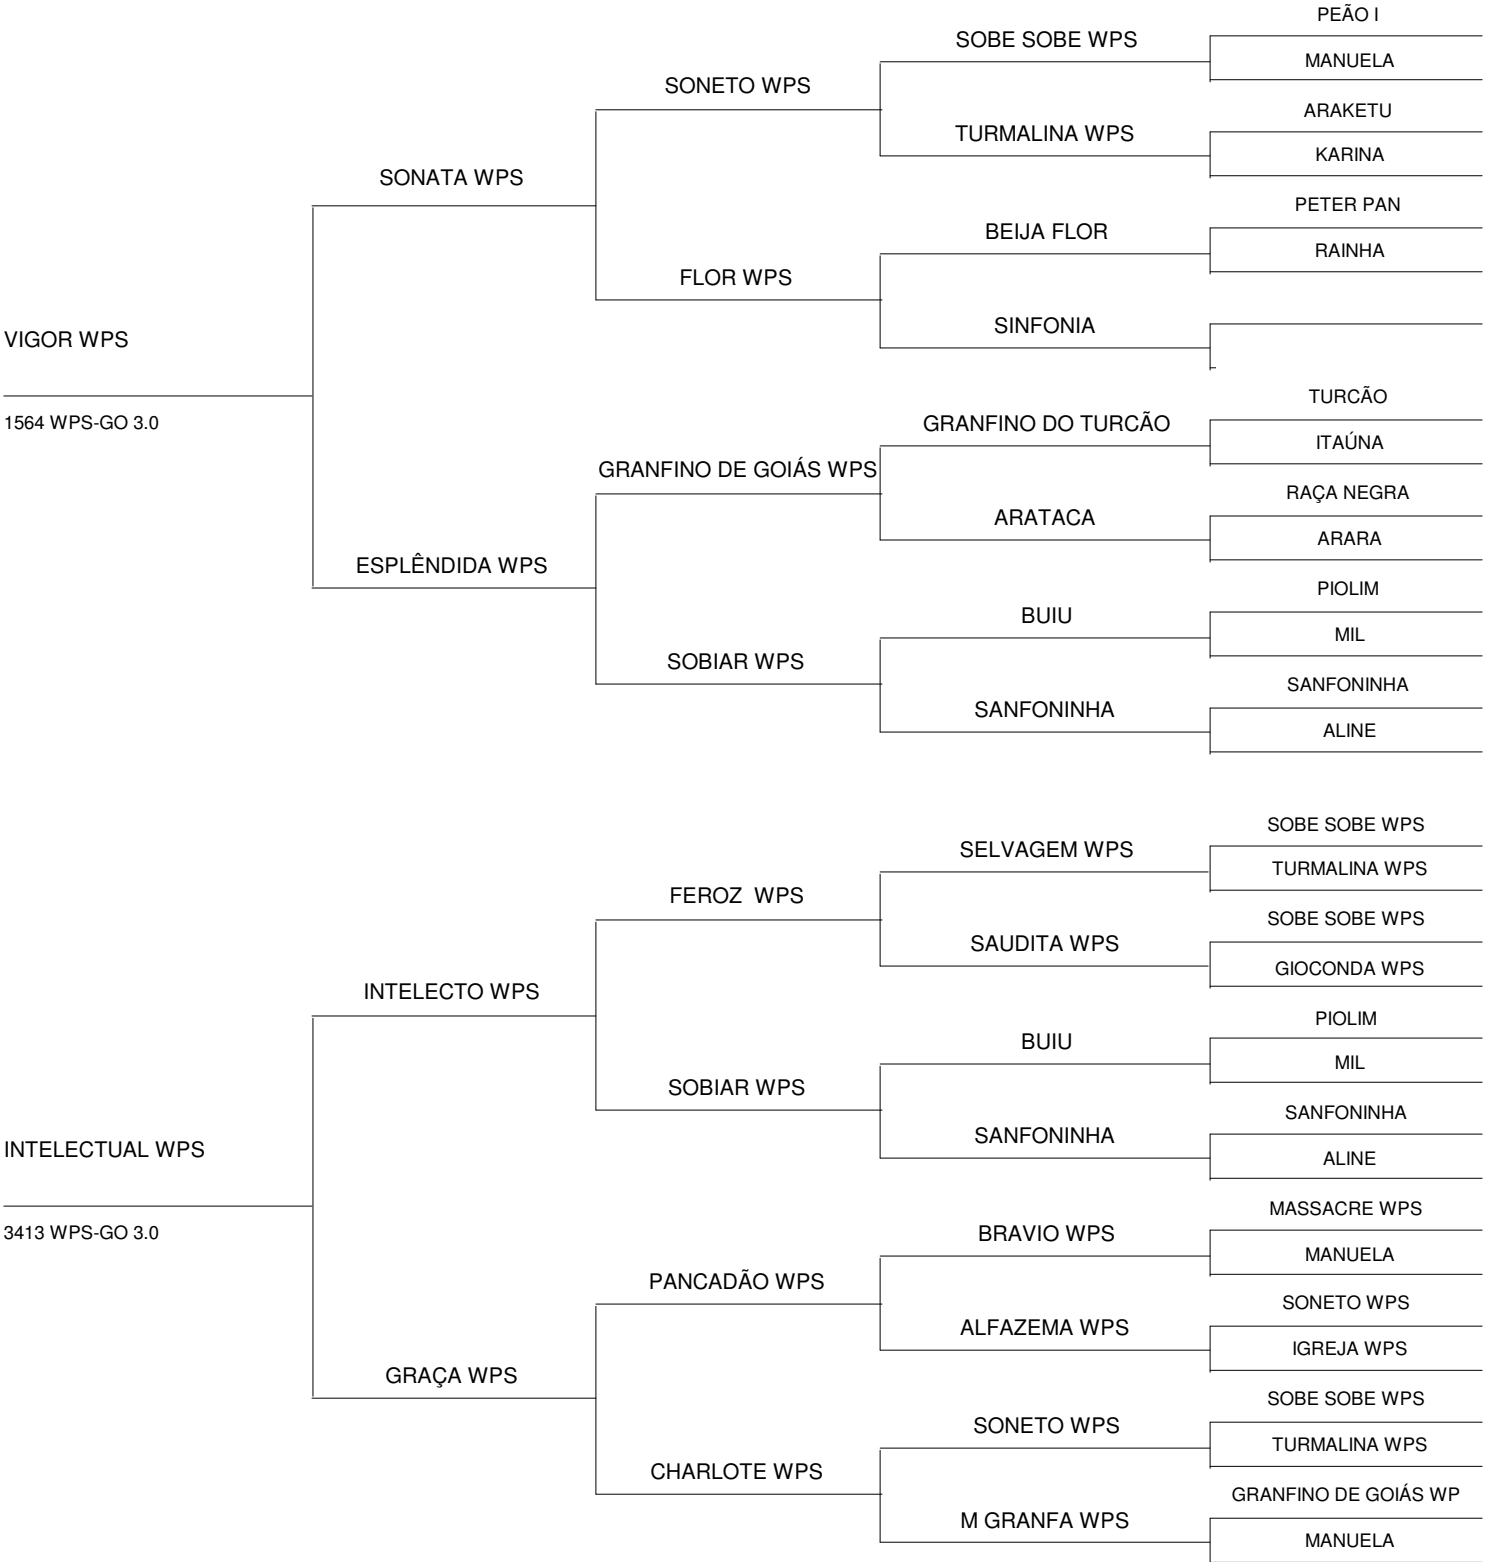 PEÃO I
SOBE SOBE WPS
MANUELA
SONETO WPS
ARAKETU
TURMALINA WPS
KARINA
SONATA WPS
PETER PAN
BEIJA FLOR
RAINHA
FLOR WPS
SINFONIA
VIGOR WPS
1564 WPS-GO 3.0
TURCÃO
GRANFINO DO TURCÃO
ITAÚNA
GRANFINO DE GOIÁS WPS
RAÇA NEGRA
ARATACA
ARARA
ESPLÊNDIDA WPS
PIOLIM
BUIU
MIL
SOBIAR WPS
SANFONINHA
SANFONINHA
ALINE
SOBE SOBE WPS
SELVAGEM WPS
TURMALINA WPS
FEROZ  WPS
SOBE SOBE WPS
SAUDITA WPS
GIOCONDA WPS
INTELECTO WPS
PIOLIM
BUIU
MIL
SOBIAR WPS
SANFONINHA
SANFONINHA
ALINE
INTELECTUAL WPS
3413 WPS-GO 3.0
MASSACRE WPS
BRAVIO WPS
MANUELA
PANCADÃO WPS
SONETO WPS
ALFAZEMA WPS
IGREJA WPS
GRAÇA WPS
SOBE SOBE WPS
SONETO WPS
TURMALINA WPS
CHARLOTE WPS
GRANFINO DE GOIÁS WP
M GRANFA WPS
MANUELA